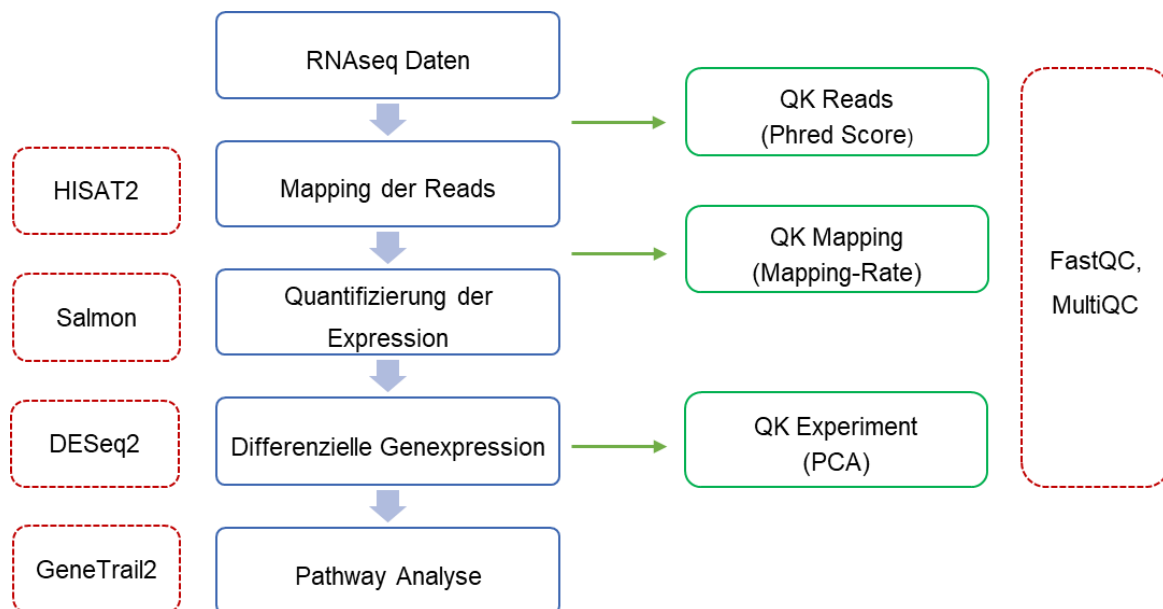 RNAseq Daten
QK Reads
(Phred Score)
HISAT2
Mapping der Reads
QK Mapping
(Mapping-Rate)
FastQC,
MultiQC
Salmon
Quantifizierung der
Expression
DESeq2
Differenzielle Genexpression
QK Experiment
(PCA)
GeneTrail2
Pathway Analyse